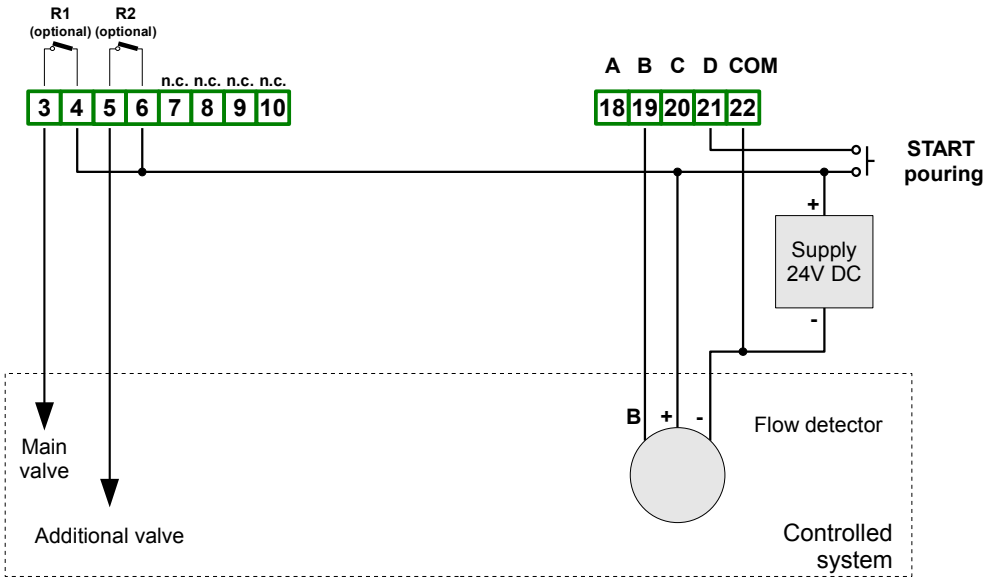 R1 R2
(optional) (optional)
n.c. n.c. n.c. n.c.
3 4 5 6 7 8 9 10
A B C D COM
18 19 20 21 22
START
pouring
+
Supply
24V DC
-
B + -
Flow detector
Main
valve
Additional valve
Controlled
system